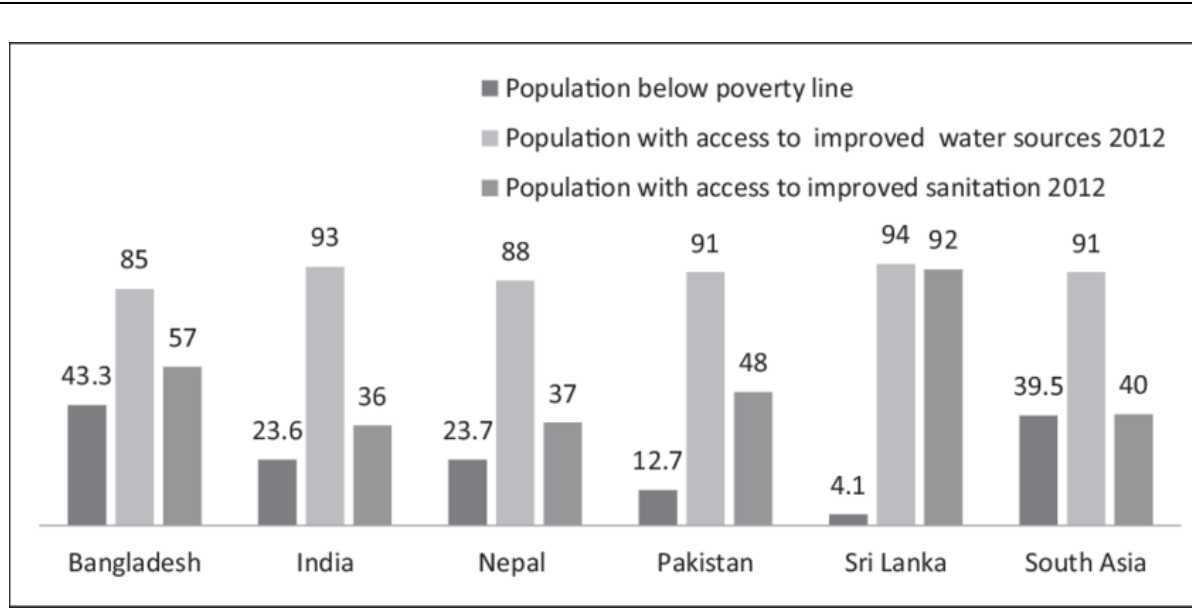 Population below poverty line
Population with access to improved water sources 2012
Population with access to improved sanitation 2012
43.3 85 57
23.6 93 36
23.7 88 37
12.7 91 48
4.1 94 92
39.5 91 40
Bangladesh India Nepal Pakistan Sri Lanka South Asia